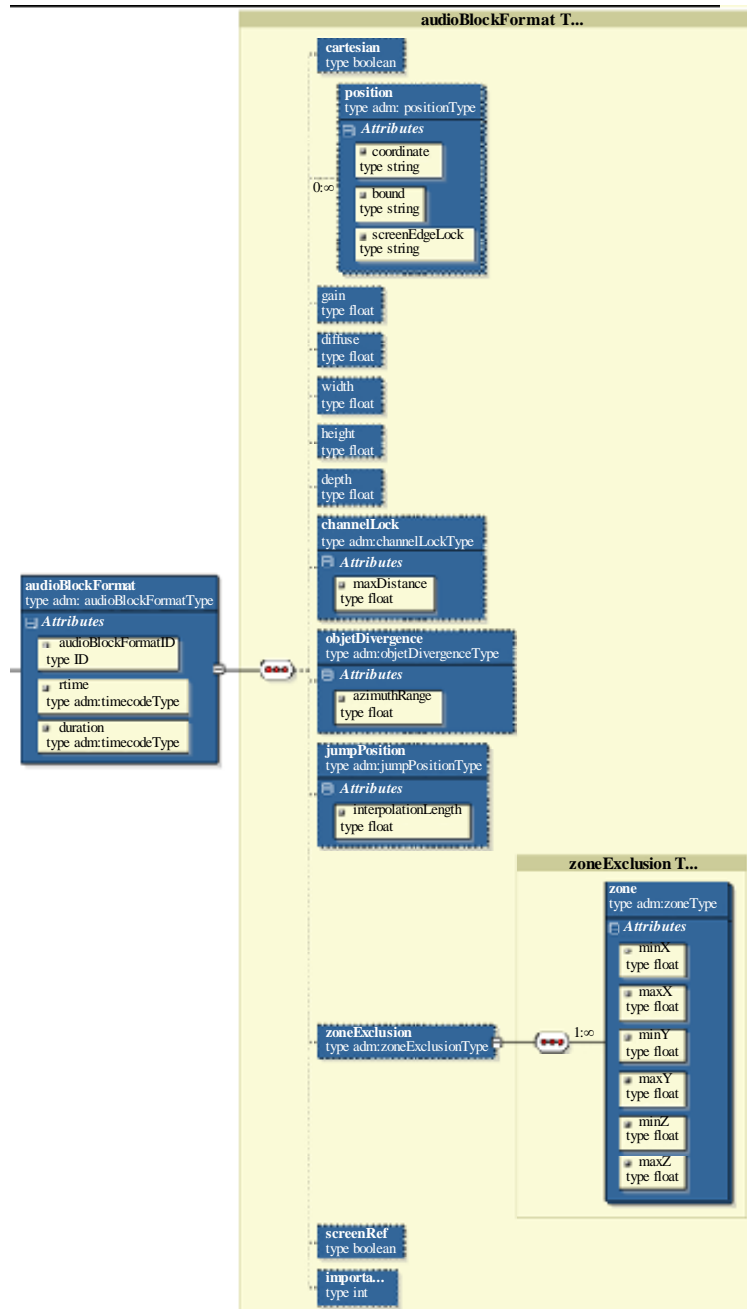 audioBlockFormat T...
cartesian
type boolean
position
type adm: positionType
Attributes
coordinate
type string
0:∞
bound
type string
screenEdgeLock
type string
gain
type float
diffuse
type float
width
type float
height
type float
depth
type float
channelLock
type adm:channelLockType
Attributes
maxDistance
type float
audioBlockFormat
type adm: audioBlockFormatType
Attributes
audioBlockFormatID
type ID
rtime
type adm:timecodeType
duration
type adm:timecodeType
objetDivergence
type adm:objetDivergenceType
Attributes
azimuthRange
type float
jumpPosition
type adm:jumpPositionType
Attributes
interpolationLength
type float
zoneExclusion T...
zone
type adm:zoneType
Attributes
minX
type float
maxX
type float
zoneExclusion
type adm:zoneExclusionType
1:∞
minY
type float
maxY
type float
minZ
type float
maxZ
type float
screenRef
type boolean
importa...
type int